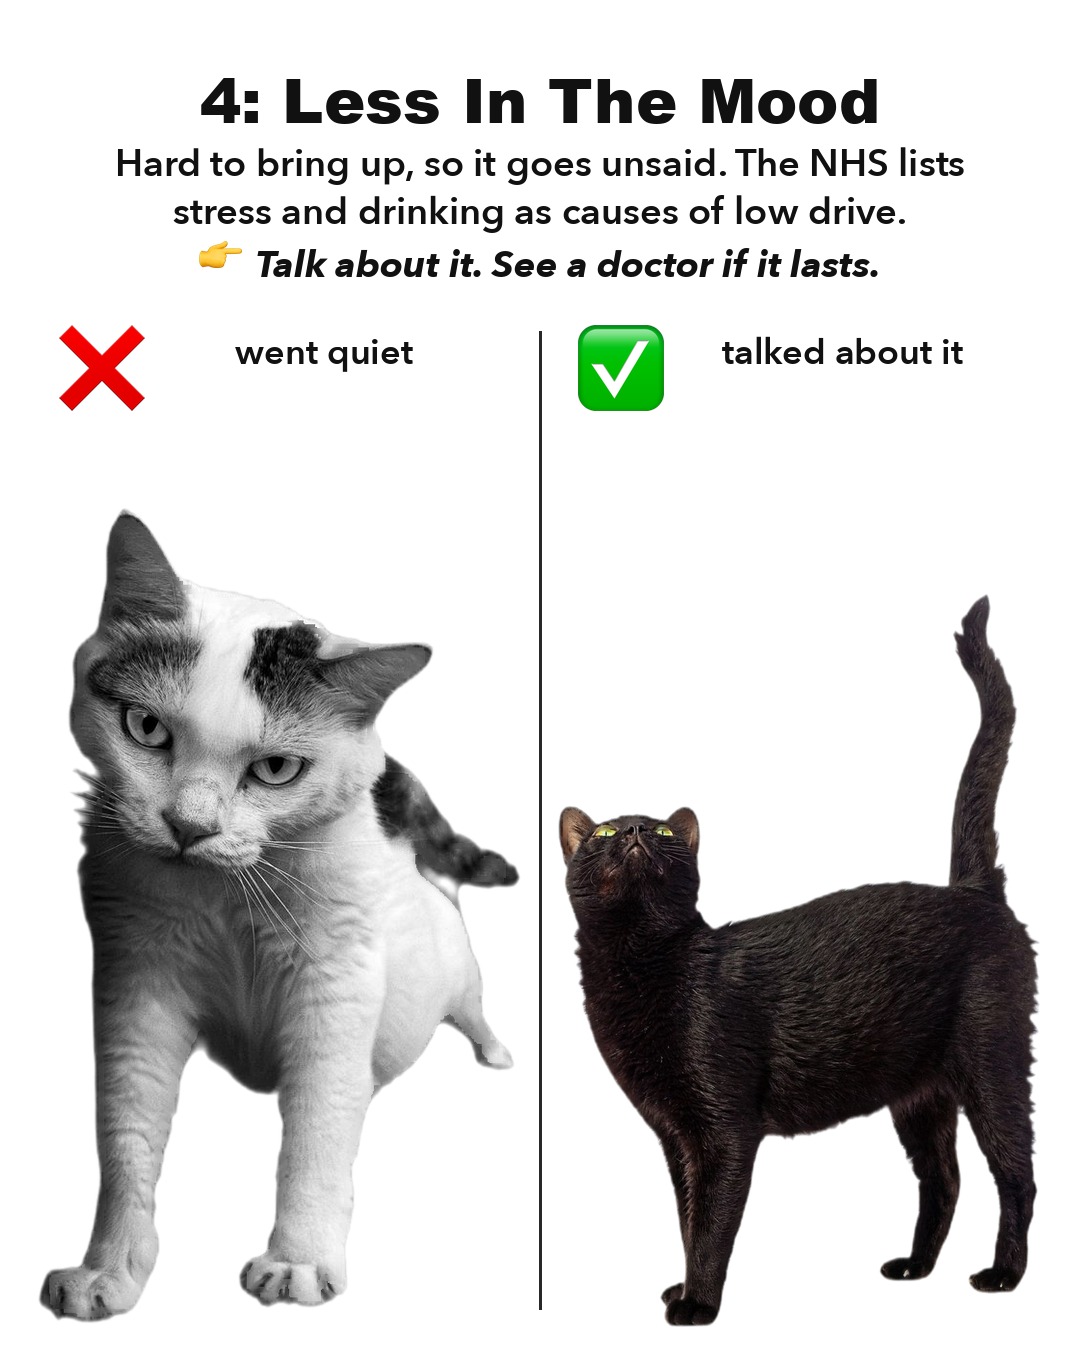 4: Less In The Mood
Hard to bring up, so it goes unsaid. The NHS lists
stress and drinking as causes of low drive.
👉 Talk about it. See a doctor if it lasts.
❌ went quiet
✅ talked about it